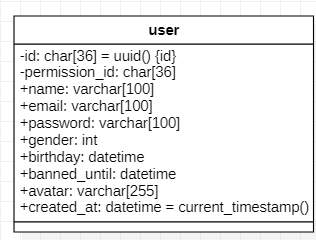 user
-id: char[36] = uuid() {id}
-permission_id: char[36]
+name: varchar[100]
+email: varchar[100]
+password: varchar[100]
+gender: int
+birthday: datetime
+banned_until: datetime
+avatar: varchar[255]
+created_at: datetime = current_timestamp()